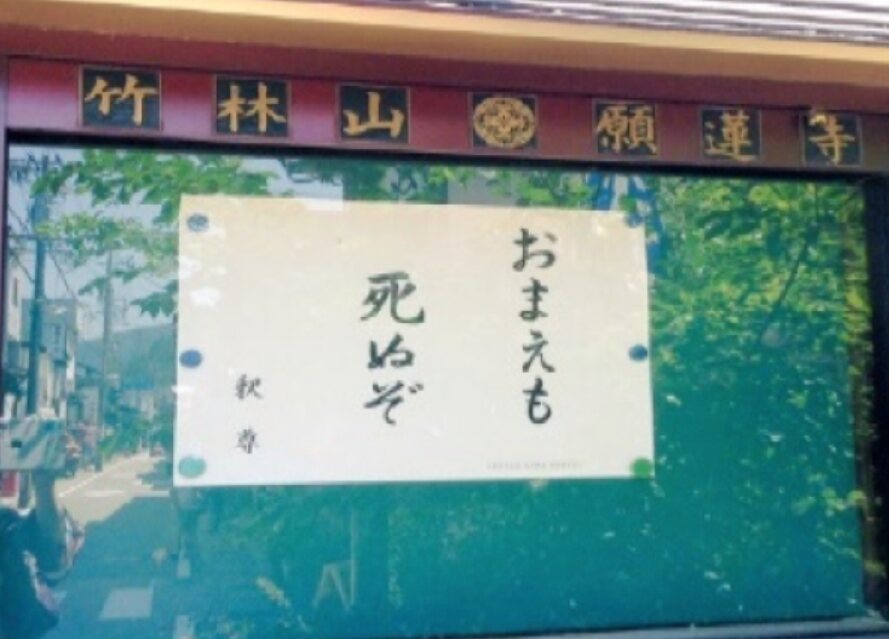 竹林山 願蓮寺
おまえも
死ぬぞ
釈尊